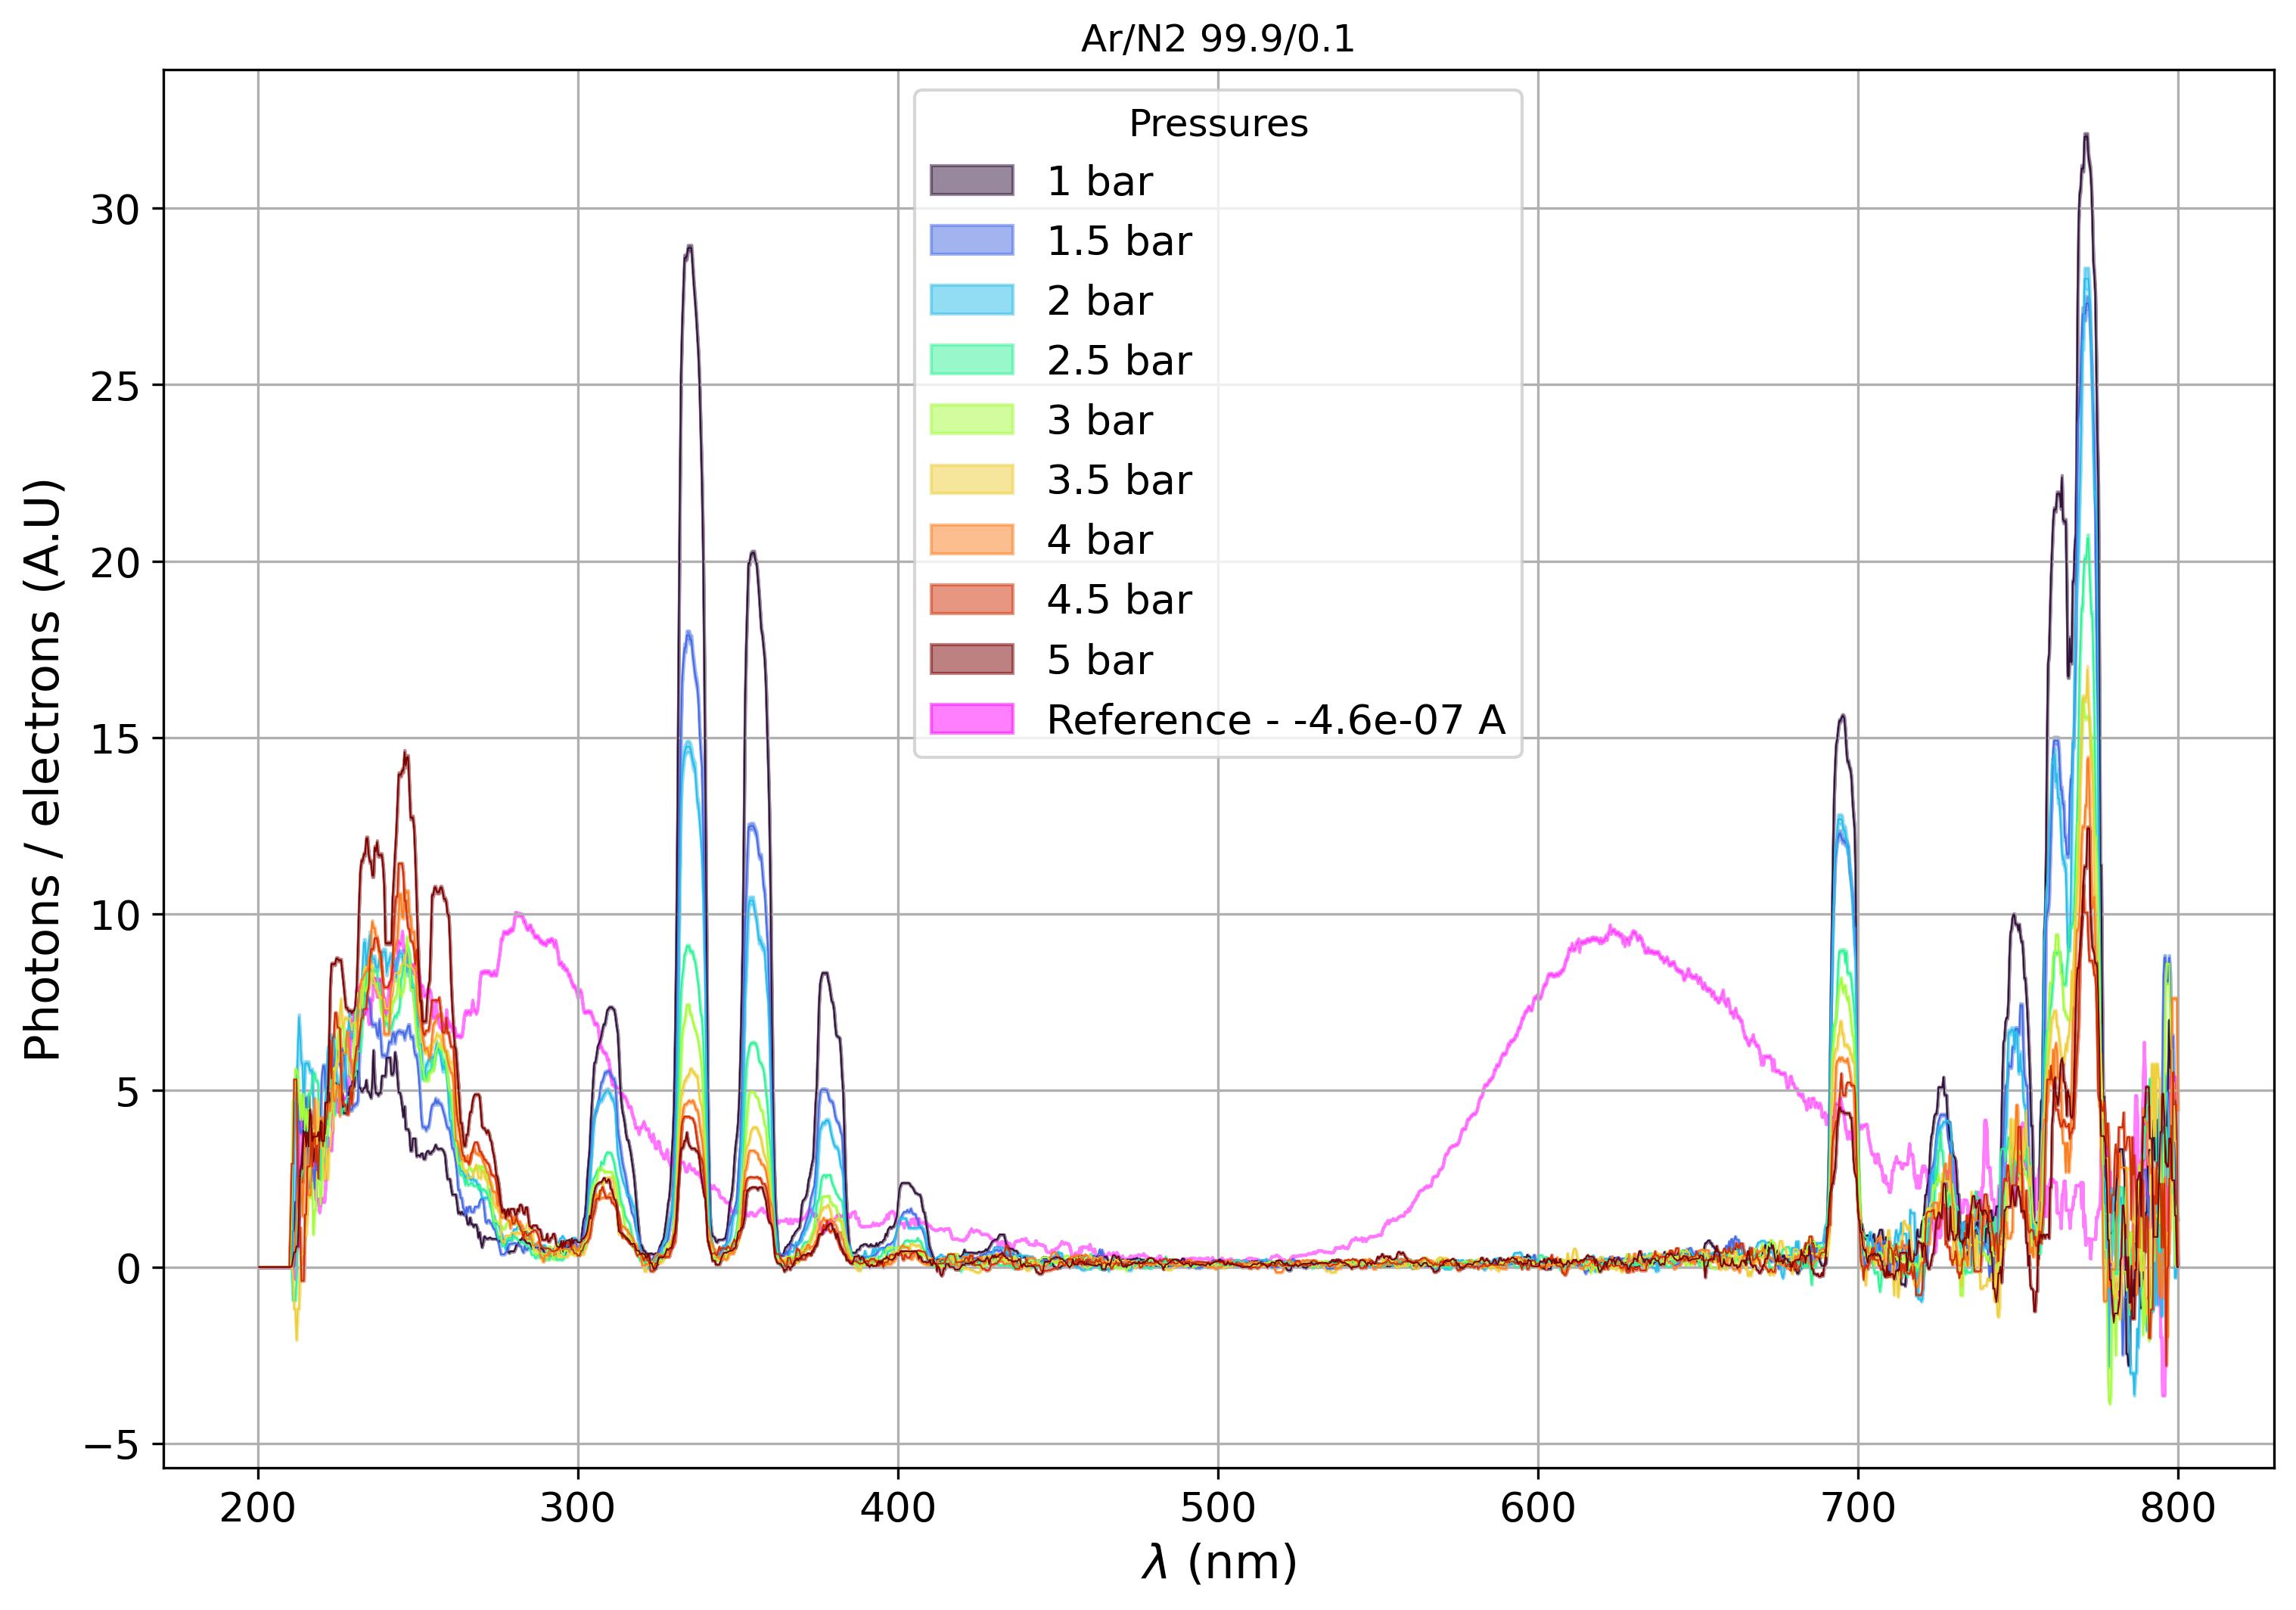 Ar/N2 99.9/0.1
Pressures
1 bar
1.5 bar
2 bar
2.5 bar
3 bar
3.5 bar
4 bar
4.5 bar
5 bar
Reference - -4.6e-07 A
Photons / electrons (A.U)
30
25
20
15
10
5
0
−5
200 300 400 500 600 700 800
λ (nm)